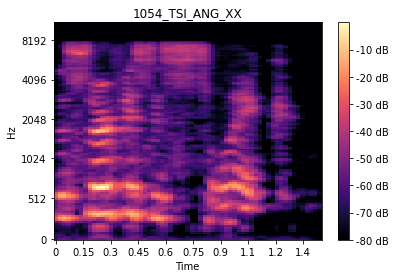 1054_TSI_ANG_XX
8192
4096
2048
1024
512
0
Hz
0 0.15 0.3 0.45 0.6 0.75 0.9 1.1 1.2 1.4
Time
-10 dB
-20 dB
-30 dB
-40 dB
-50 dB
-60 dB
-70 dB
-80 dB